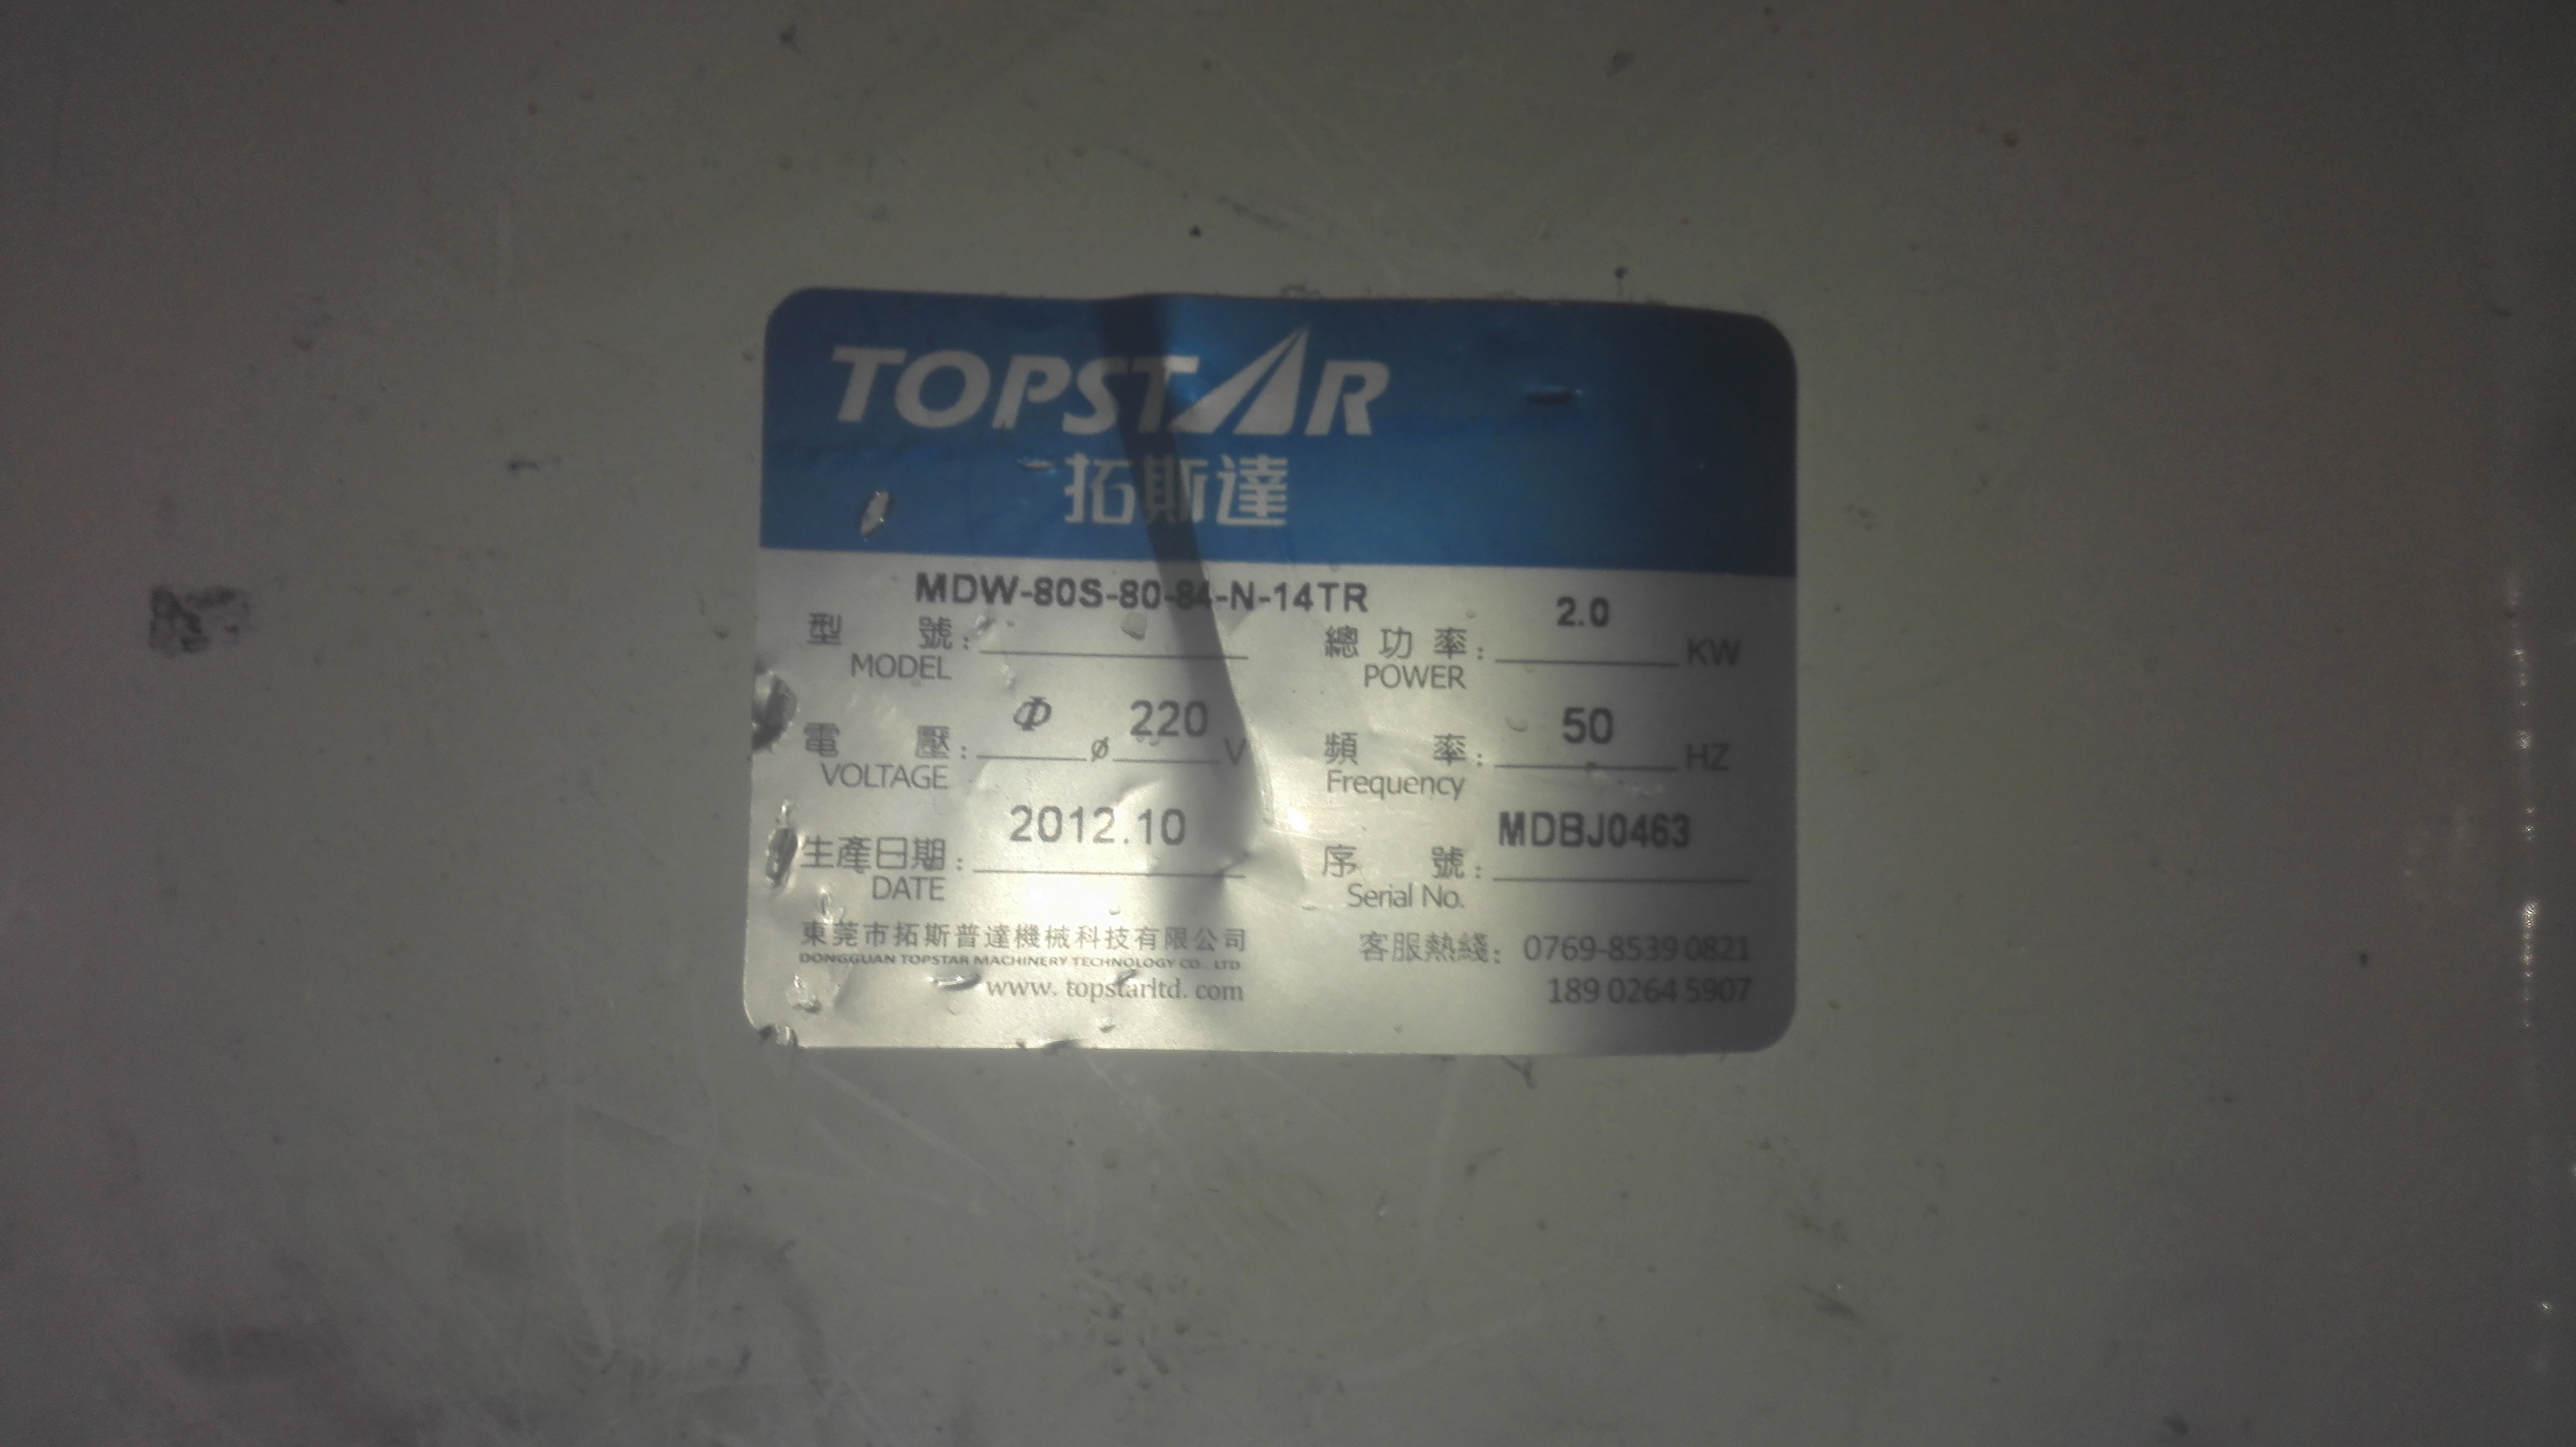 TOPSTAR
拓斯達
MDW-80S-80-84-N-14TR
型 號:
MODEL
2.0
總功率: KW
POWER
Φ 220
電 壓: ø V
VOLTAGE
50
頻 率: HZ
Frequency
2012.10
生產日期:
DATE
MDBJ0463
序 號:
Serial No.
東莞市拓斯普達機械科技有限公司
DONGGUAN TOPSTAR MACHINERY TECHNOLOGY CO., LTD
www. topstarltd. com
客服熱綫: 0769-8539 0821
189 0264 5907